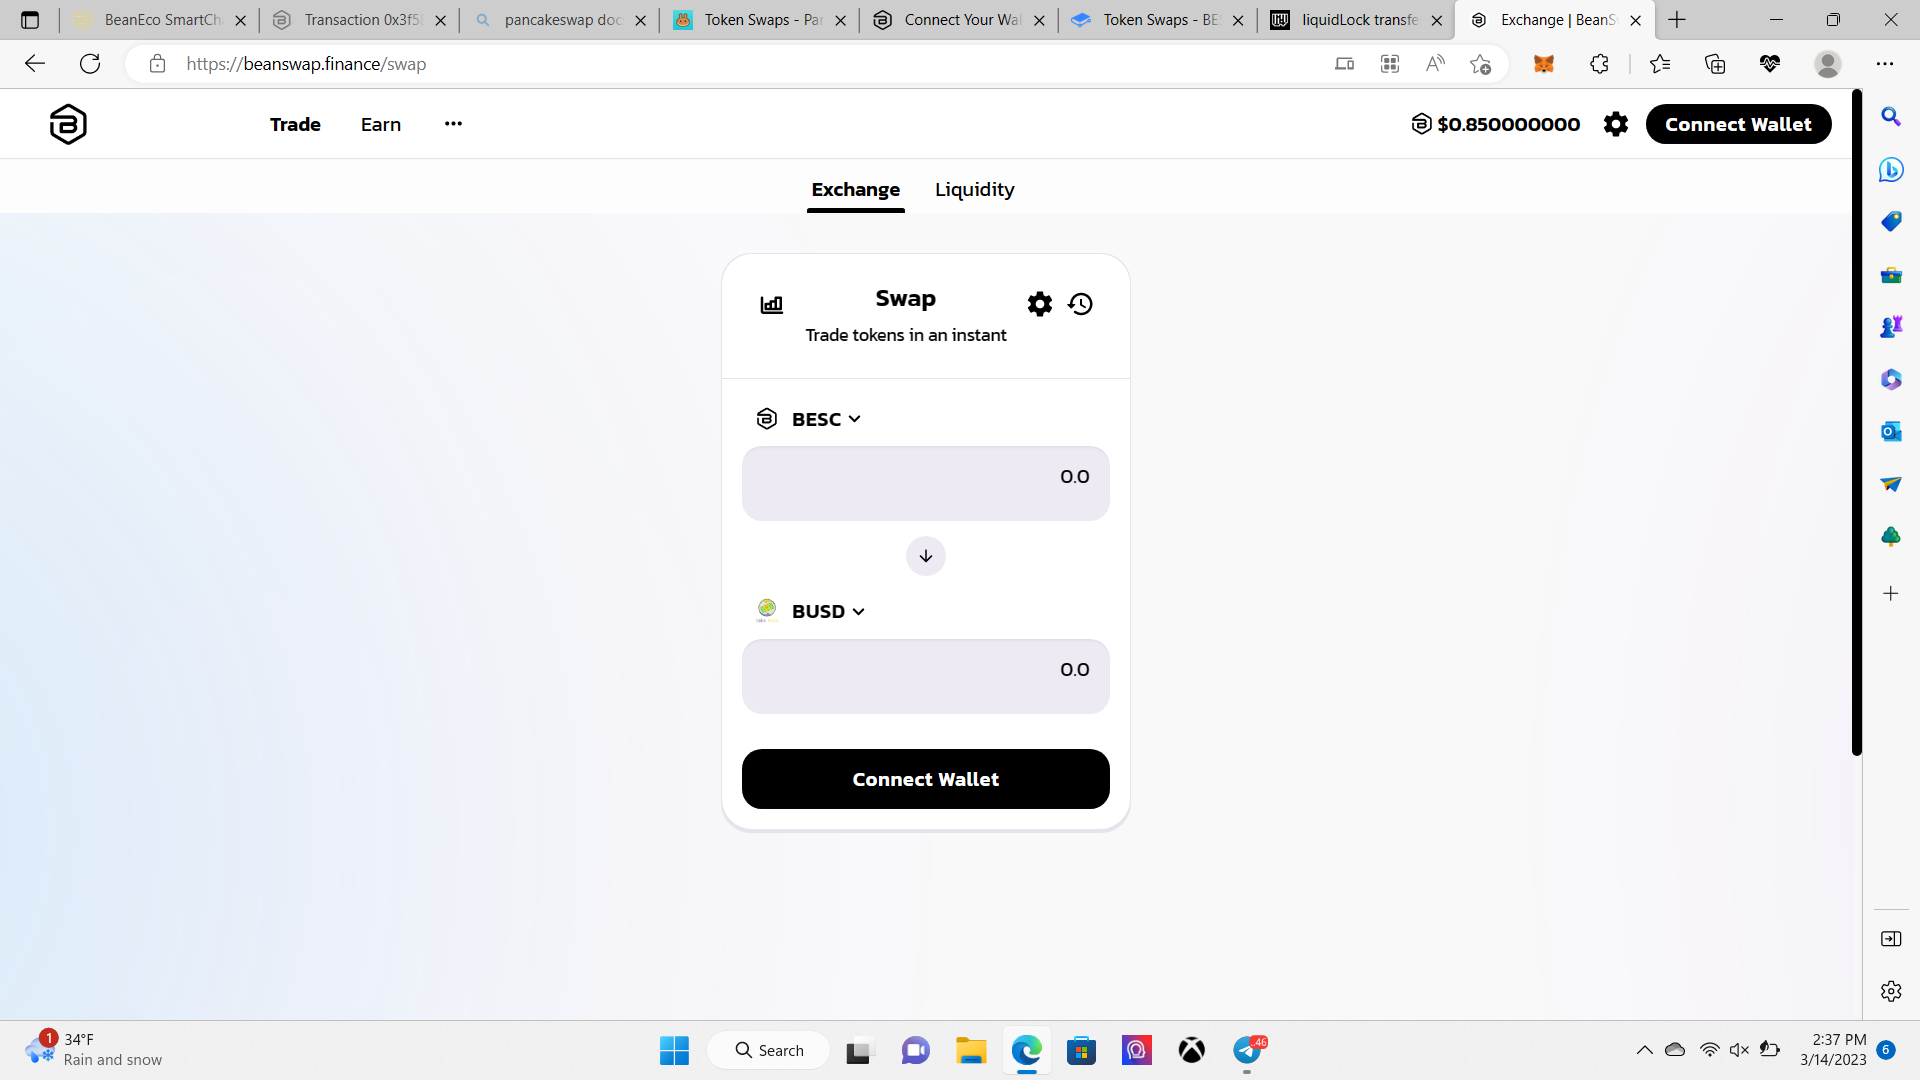 BeanEco SmartCh
Transaction 0x3f5
pancakeswap doc
Token Swaps - Pa
Connect Your Wal
Token Swaps - BE
liquidLock transfe
Exchange | BeanS
https://beanswap.finance/swap
Trade
Earn
$0.850000000
Connect Wallet
Exchange
Liquidity
Swap
Trade tokens in an instant
BESC
0.0
BUSD
0.0
Connect Wallet
1
34°F
Rain and snow
Search
.46
2:37 PM
3/14/2023
6